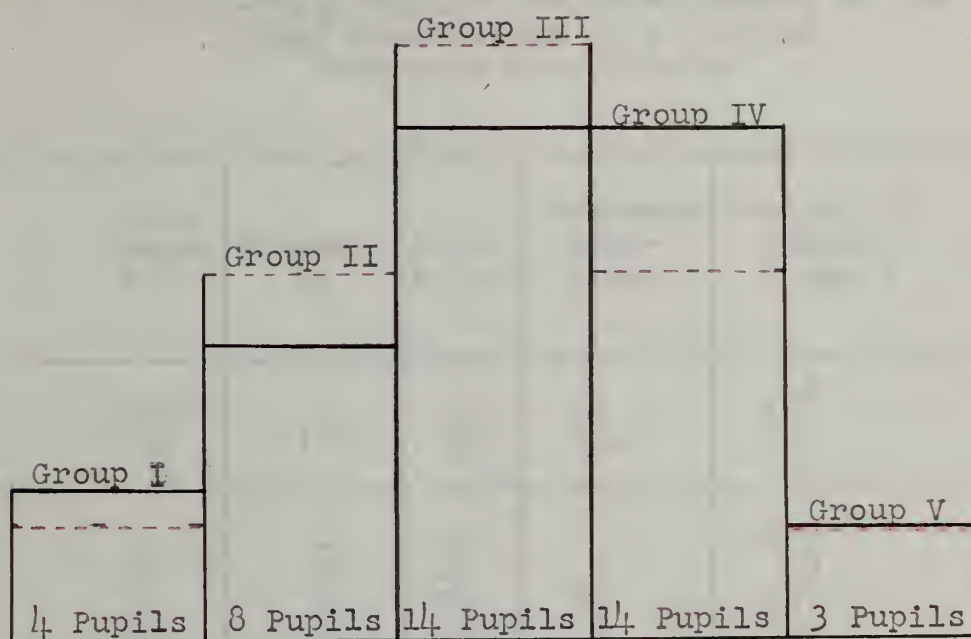 Group III
Group IV
Group II
Group I
Group V
4 Pupils 8 Pupils 14 Pupils 14 Pupils 3 Pupils